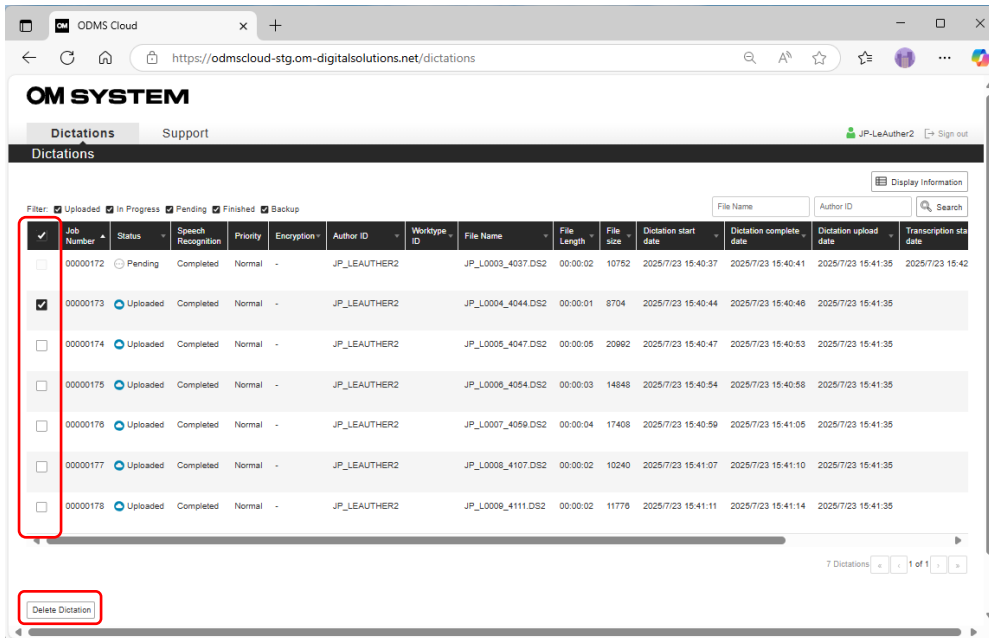 OM ODMS Cloud
https://odmscloud-stg.om-digitalsolutions.net/dictations
OM SYSTEM
Dictations Support JP-LeAuther2 Sign out
Dictations
Display Information
Filter: Uploaded In Progress Pending Finished Backup File Name Author ID Search
Job Number Status Speech Recognition Priority Encryption Author ID Worktype ID File Name File Length File size Dictation start date Dictation complete date Dictation upload date Transcription sta date
00000172 Pending Completed Normal - JP_LEAUTHER2 JP_L0003_4037.DS2 00:00:02 10752 2025/7/23 15:40:37 2025/7/23 15:40:41 2025/7/23 15:41:35 2025/7/23 15:42
00000173 Uploaded Completed Normal - JP_LEAUTHER2 JP_L0004_4044.DS2 00:00:01 8704 2025/7/23 15:40:44 2025/7/23 15:40:46 2025/7/23 15:41:35
00000174 Uploaded Completed Normal - JP_LEAUTHER2 JP_L0005_4047.DS2 00:00:05 20992 2025/7/23 15:40:47 2025/7/23 15:40:53 2025/7/23 15:41:35
00000175 Uploaded Completed Normal - JP_LEAUTHER2 JP_L0006_4054.DS2 00:00:03 14848 2025/7/23 15:40:54 2025/7/23 15:40:58 2025/7/23 15:41:35
00000176 Uploaded Completed Normal - JP_LEAUTHER2 JP_L0007_4059.DS2 00:00:04 17408 2025/7/23 15:40:59 2025/7/23 15:41:05 2025/7/23 15:41:35
00000177 Uploaded Completed Normal - JP_LEAUTHER2 JP_L0008_4107.DS2 00:00:02 10240 2025/7/23 15:41:07 2025/7/23 15:41:10 2025/7/23 15:41:35
00000178 Uploaded Completed Normal - JP_LEAUTHER2 JP_L0009_4111.DS2 00:00:02 11776 2025/7/23 15:41:11 2025/7/23 15:41:14 2025/7/23 15:41:35
7 Dictations « ‹ 1 of 1 › »
Delete Dictation